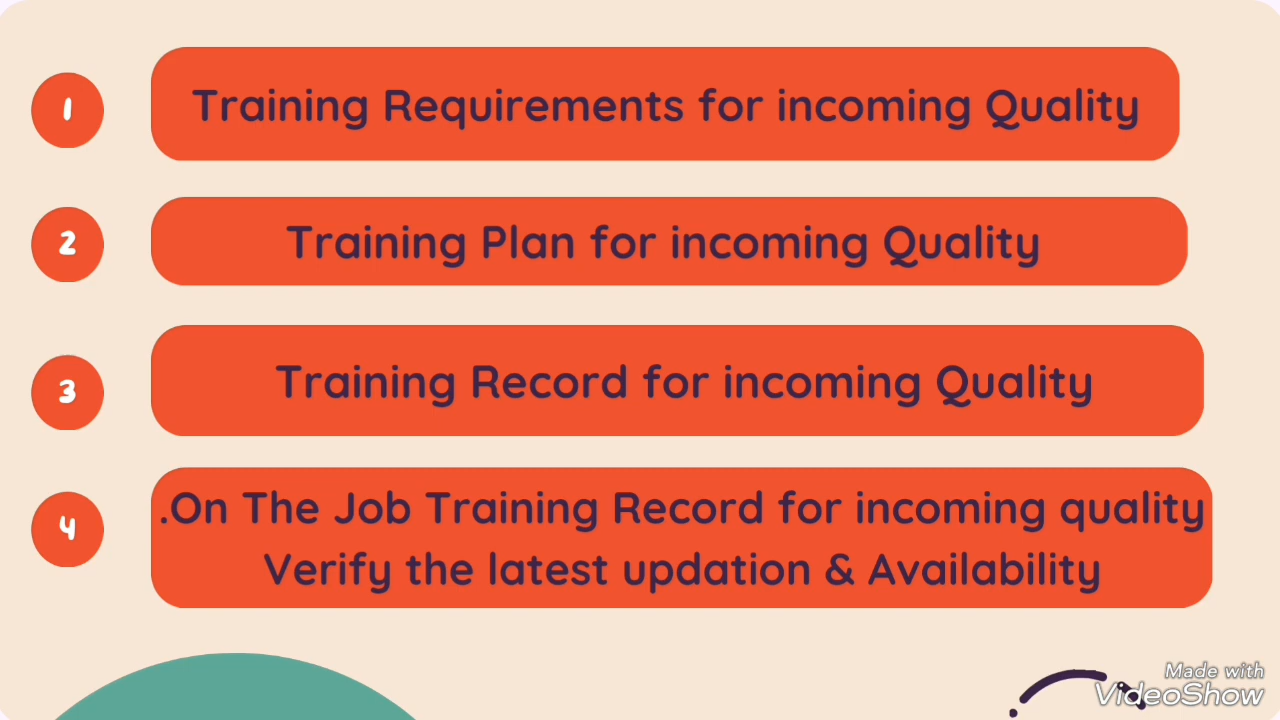 1
Training Requirements for incoming Quality
2
Training Plan for incoming Quality
3
Training Record for incoming Quality
4
.On The Job Training Record for incoming quality
Verify the latest updation & Availability
Made with
VideoShow